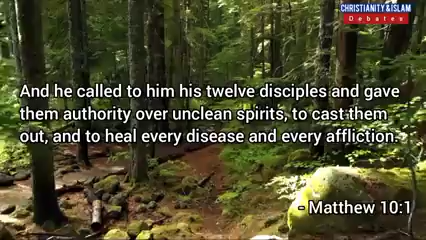 CHRISTIANITY & ISLAM
Debates
And he called to him his twelve disciples and gave
them authority over unclean spirits, to cast them
out, and to heal every disease and every affliction.
- Matthew 10:1